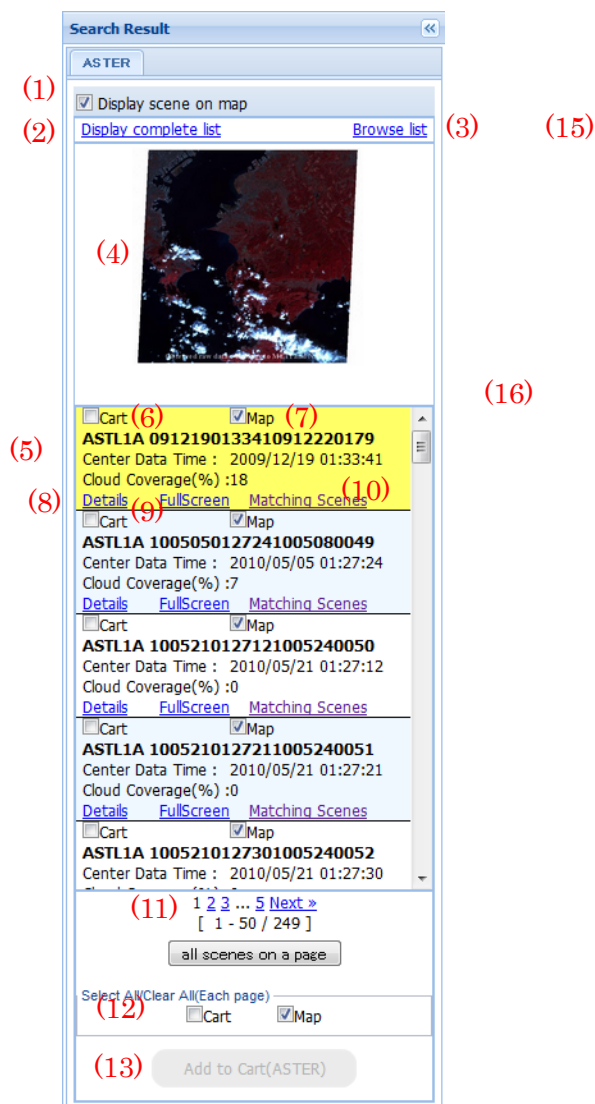 Search Result
ASTER
(1)
Display scene on map
(2) Display complete list Browse list (3) (15)
(4)
(16)
Cart (6) Map (7)
ASTL1A 0912190133410912220179
(5)
Center Data Time : 2009/12/19 01:33:41
Cloud Coverage(%) :18
(8) Details (9) FullScreen Matching Scenes (10)
Cart Map
ASTL1A 1005050127241005080049
Center Data Time : 2010/05/05 01:27:24
Cloud Coverage(%) :7
Details FullScreen Matching Scenes
Cart Map
ASTL1A 1005210127121005240050
Center Data Time : 2010/05/21 01:27:12
Cloud Coverage(%) :0
Details FullScreen Matching Scenes
Cart Map
ASTL1A 1005210127211005240051
Center Data Time : 2010/05/21 01:27:21
Cloud Coverage(%) :0
Details FullScreen Matching Scenes
Cart Map
ASTL1A 1005210127301005240052
Center Data Time : 2010/05/21 01:27:30
(11) 1 2 3 ... 5 Next »
[ 1 - 50 / 249 ]
all scenes on a page
Select All/Clear All(Each page)
(12) Cart Map
(13) Add to Cart(ASTER)